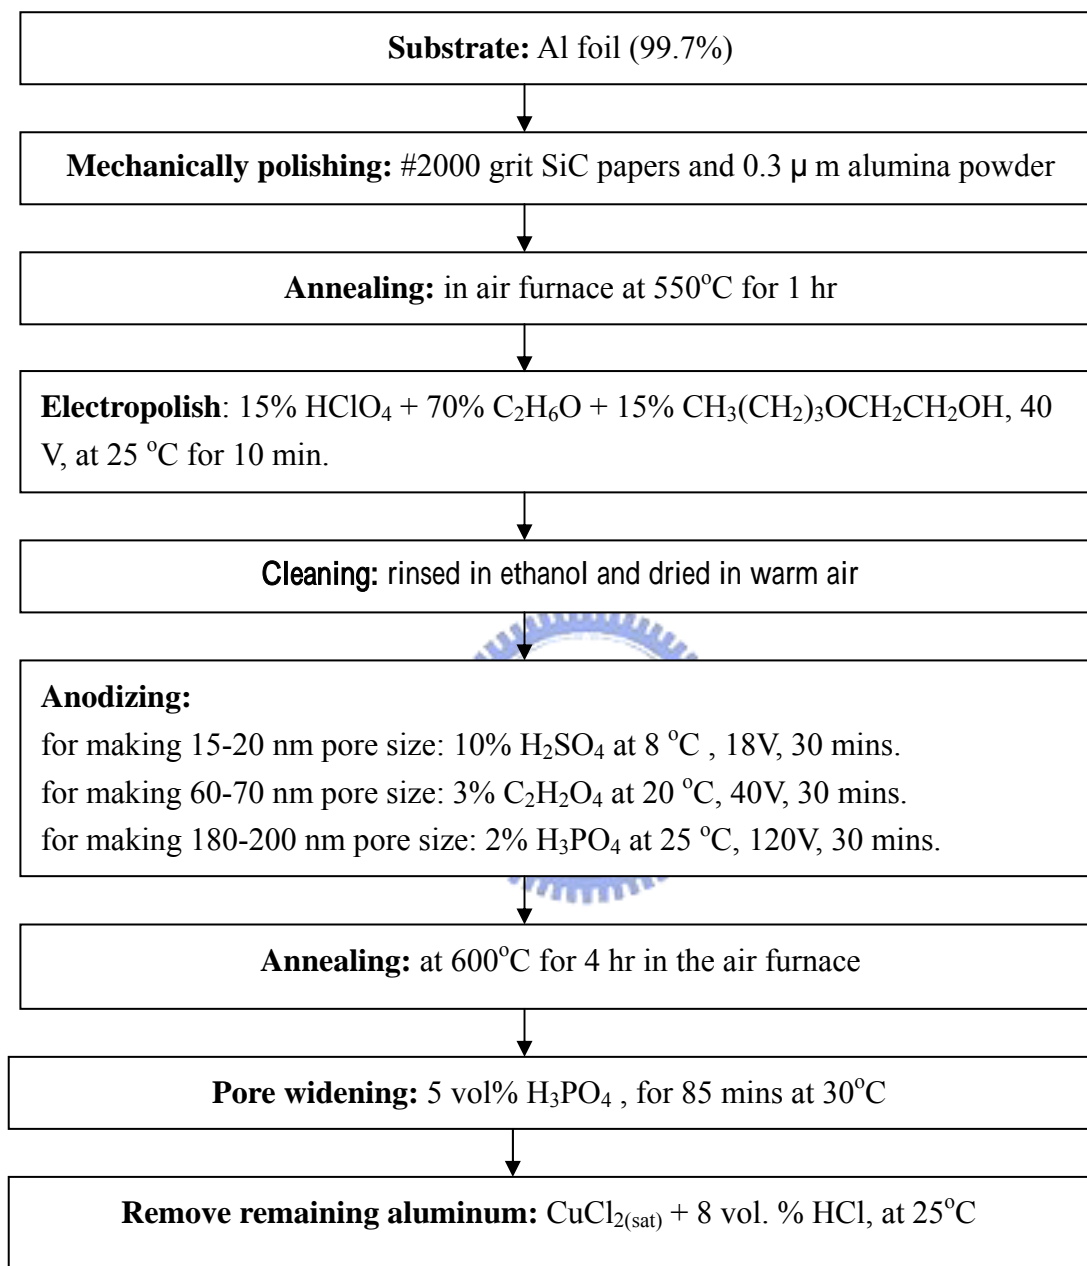 Substrate: Al foil (99.7%)
Mechanically polishing: #2000 grit SiC papers and 0.3 μ m alumina powder
Annealing: in air furnace at 550°C for 1 hr
Electropolish: 15% HClO₄ + 70% C₂H₆O + 15% CH₃(CH₂)₃OCH₂CH₂OH, 40
V, at 25 °C for 10 min.
Cleaning: rinsed in ethanol and dried in warm air
Anodizing:
for making 15-20 nm pore size: 10% H₂SO₄ at 8 °C , 18V, 30 mins.
for making 60-70 nm pore size: 3% C₂H₂O₄ at 20 °C, 40V, 30 mins.
for making 180-200 nm pore size: 2% H₃PO₄ at 25 °C, 120V, 30 mins.
Annealing: at 600°C for 4 hr in the air furnace
Pore widening: 5 vol% H₃PO₄ , for 85 mins at 30°C
Remove remaining aluminum: CuCl₂₍sat₎ + 8 vol. % HCl, at 25°C